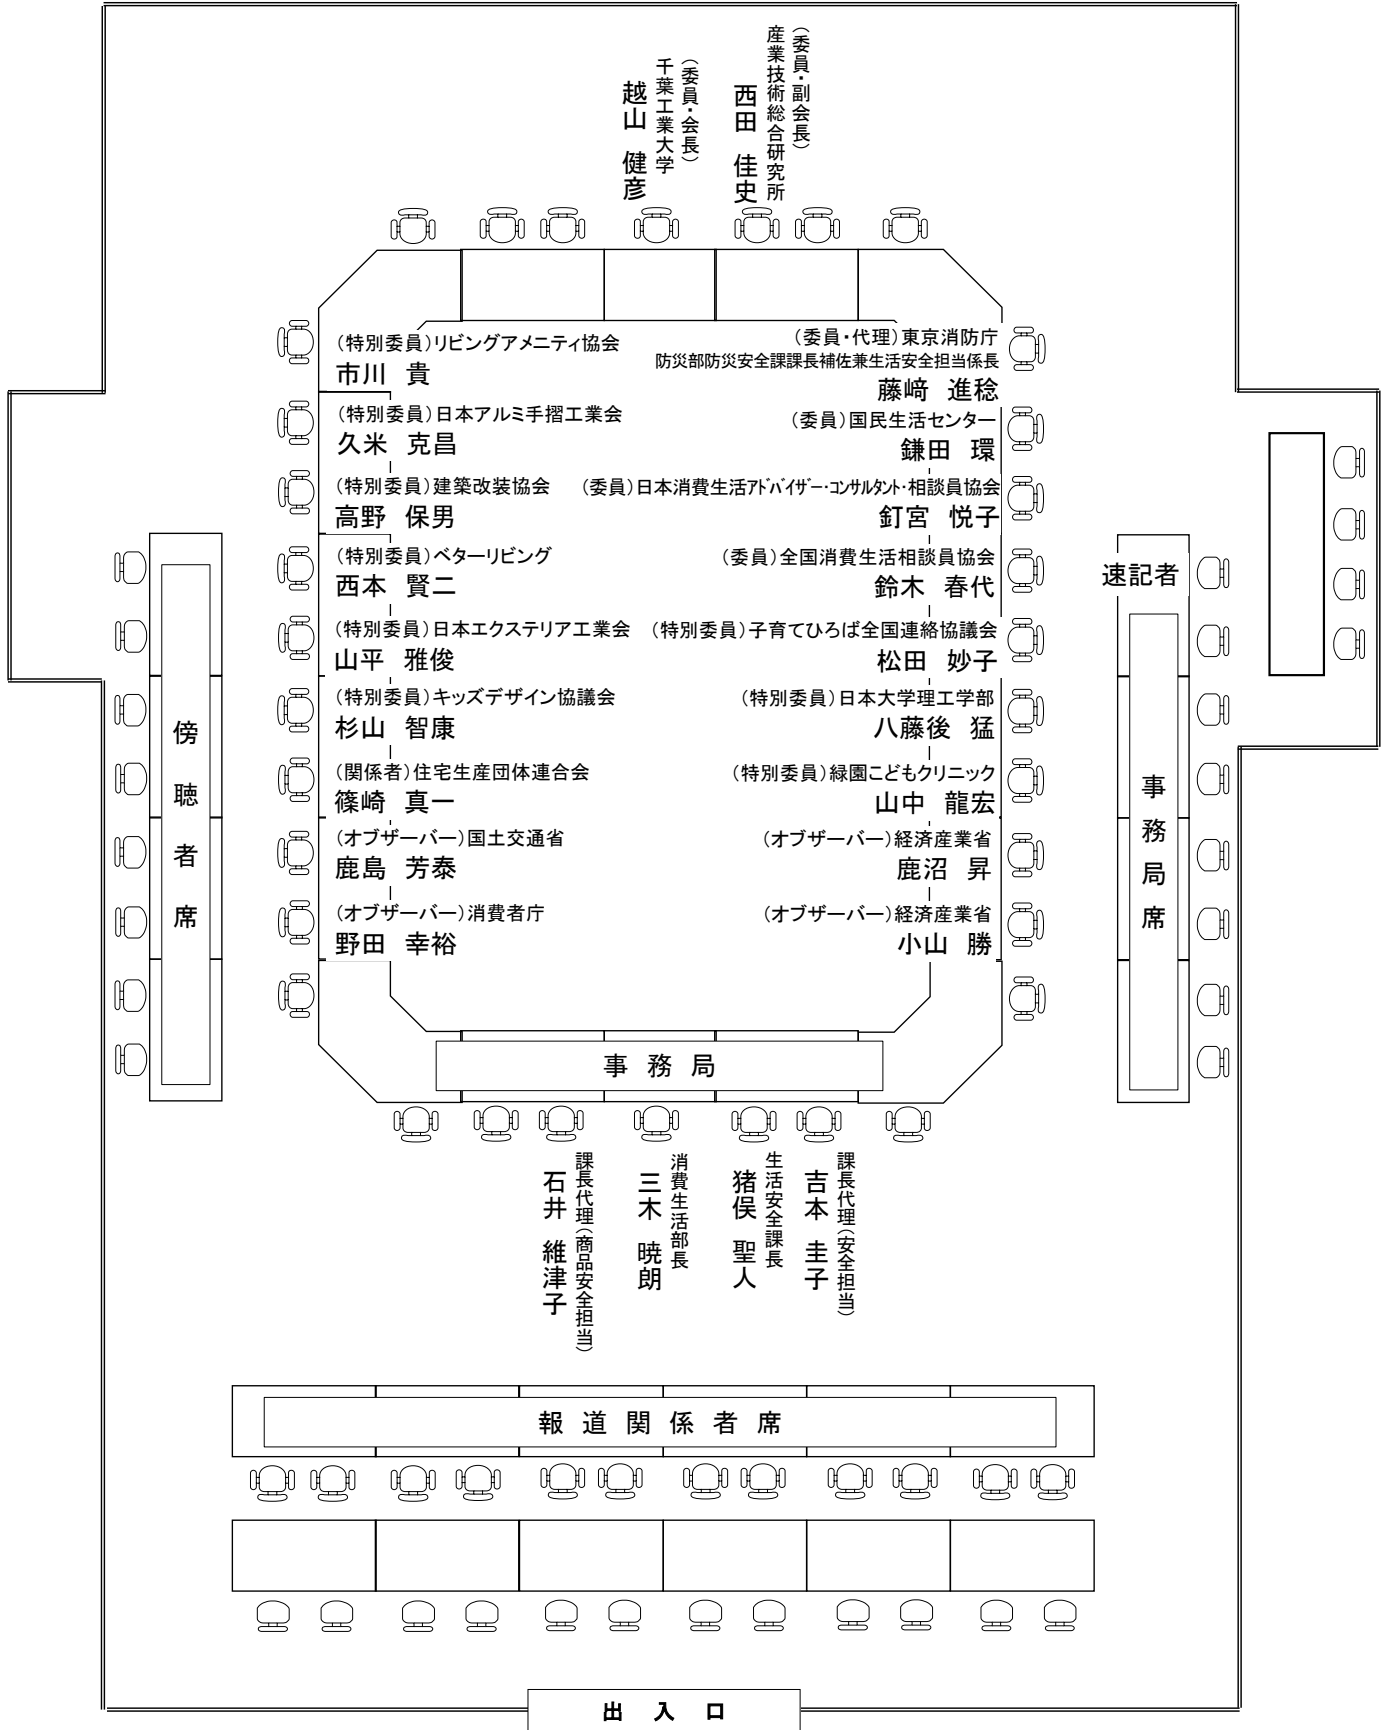 (委員・会長)
千葉工業大学
越山 健彦
(委員・副会長)
産業技術総合研究所
西田 佳史
(特別委員)リビングアメニティ協会
市川 貴
(特別委員)日本アルミ手摺工業会
久米 克昌
(特別委員)建築改装協会
高野 保男
(特別委員)ベターリビング
西本 賢二
(特別委員)日本エクステリア工業会
山平 雅俊
(特別委員)キッズデザイン協議会
杉山 智康
(関係者)住宅生産団体連合会
篠崎 真一
(オブザーバー)国土交通省
鹿島 芳泰
(オブザーバー)消費者庁
野田 幸裕
(委員・代理)東京消防庁
防災部防災安全課課長補佐兼生活安全担当係長
藤﨑 進稔
(委員)国民生活センター
鎌田 環
(委員)日本消費生活アドバイザー・コンサルタント・相談員協会
釘宮 悦子
(委員)全国消費生活相談員協会
鈴木 春代
(特別委員)子育てひろば全国連絡協議会
松田 妙子
(特別委員)日本大学理工学部
八藤後 猛
(特別委員)緑園こどもクリニック
山中 龍宏
(オブザーバー)経済産業省
鹿沼 昇
(オブザーバー)経済産業省
小山 勝
傍聴者席
速記者
事務局席
事務局
課長代理(商品安全担当)
石井 維津子
消費生活部長
三木 暁朗
生活安全課長
猪俣 聖人
課長代理(安全担当)
吉本 圭子
報道関係者席
出入口